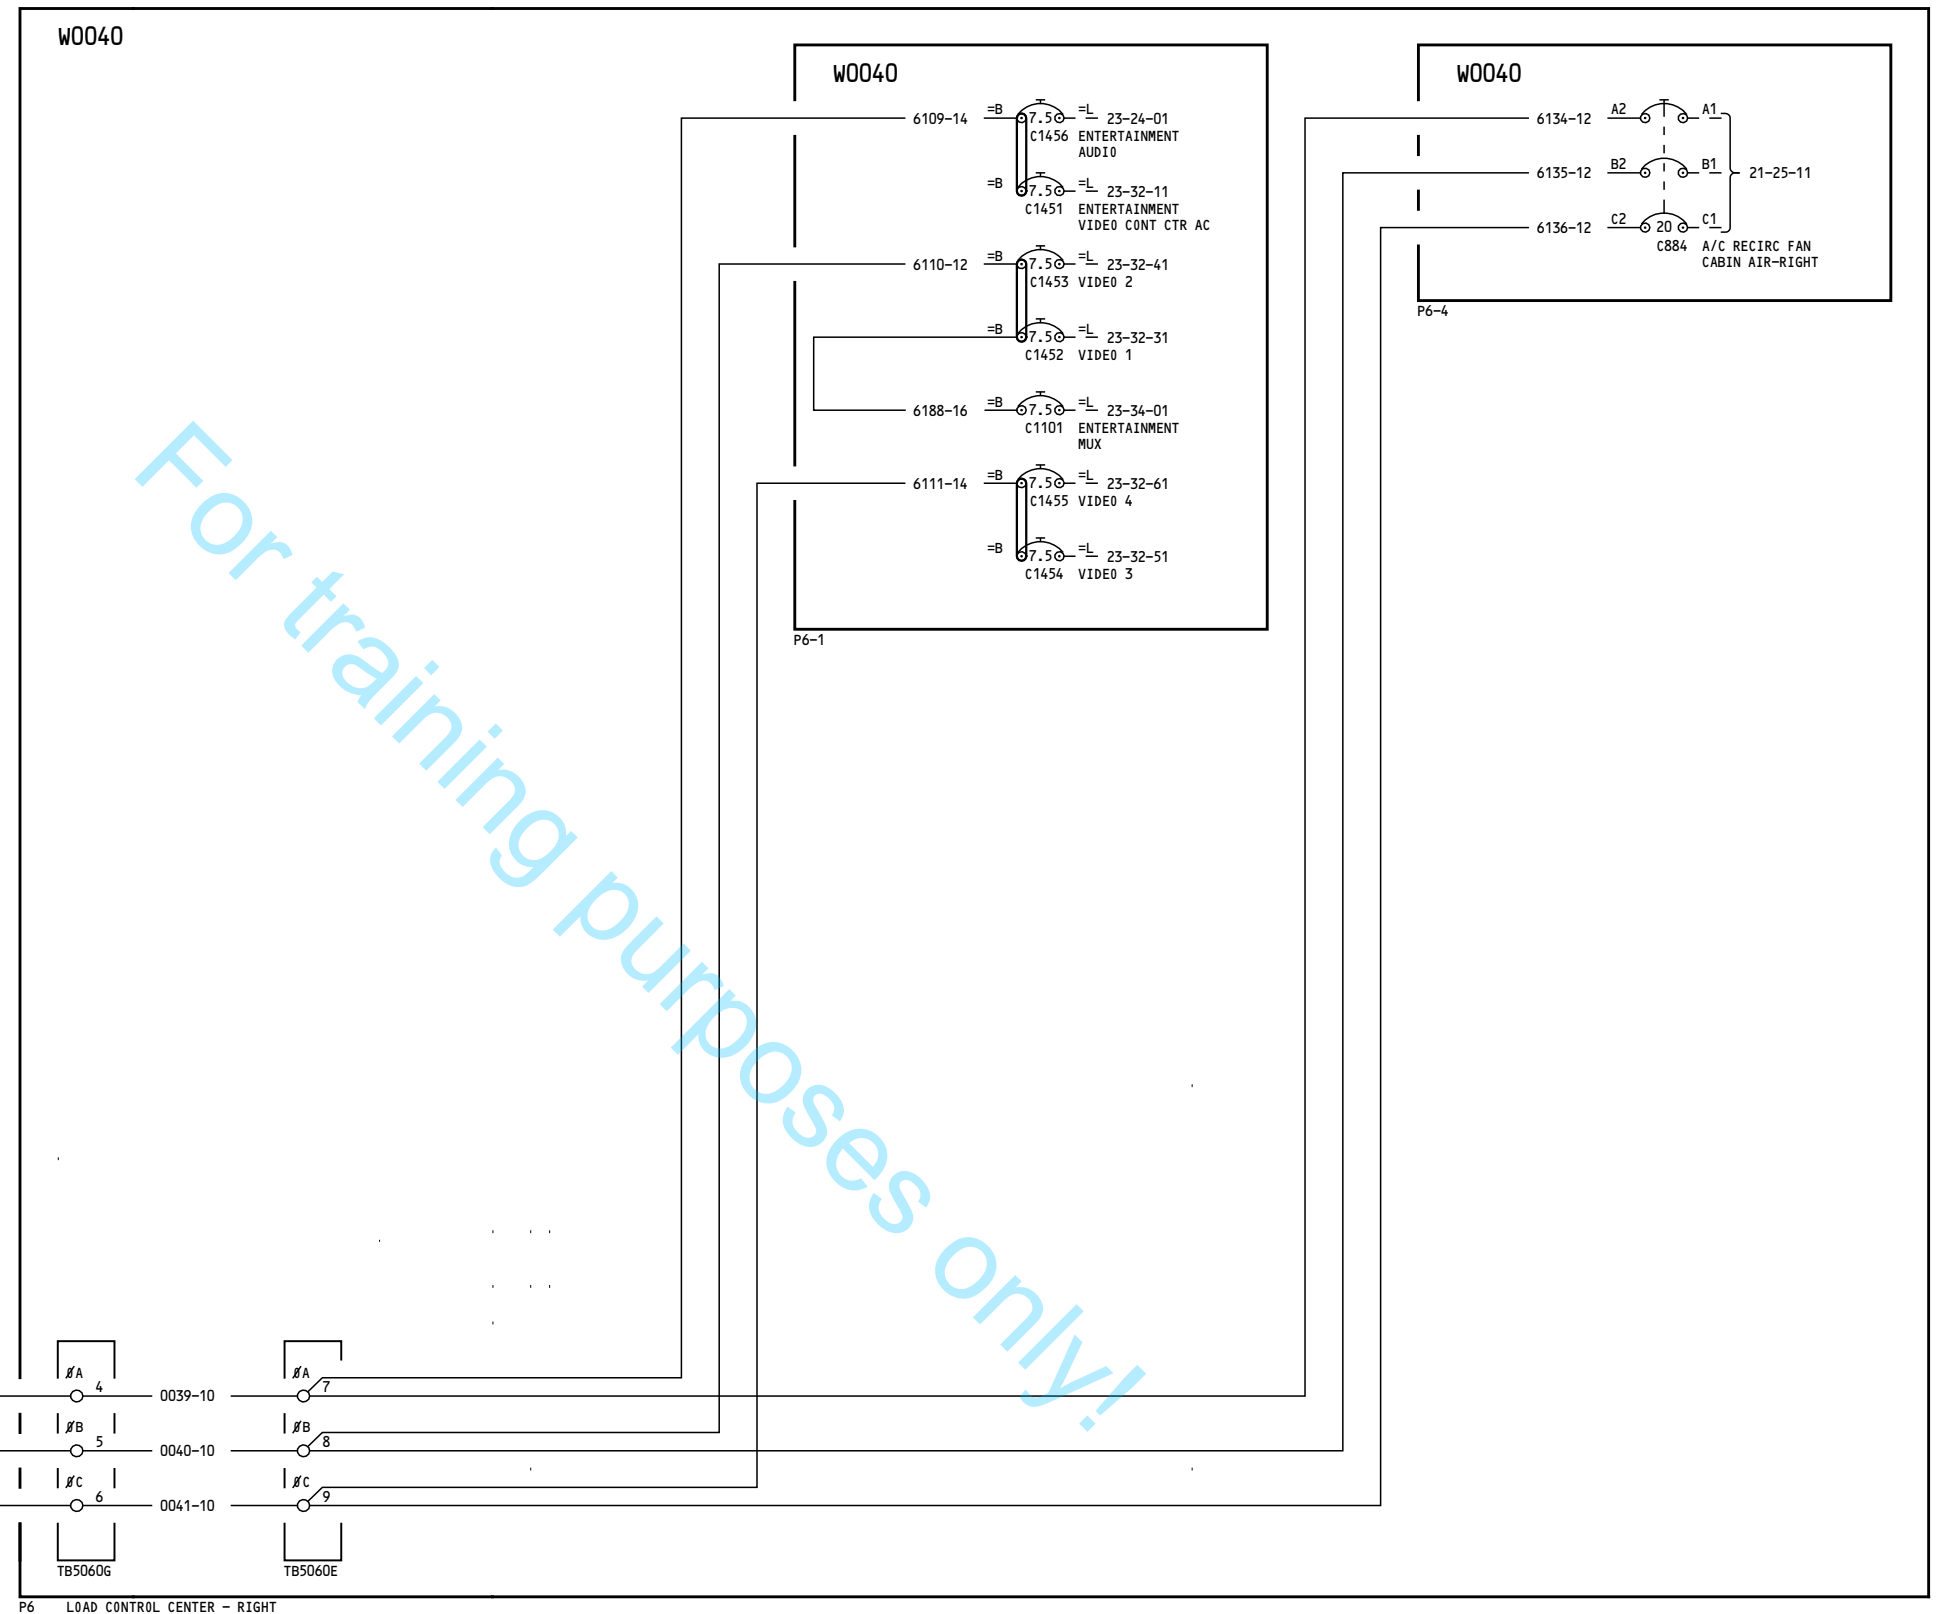 W0040
W0040
6109-14 =B 7.5 =L 23-24-01
C1456 ENTERTAINMENT
AUDIO
=B 7.5 =L 23-32-11
C1451 ENTERTAINMENT
VIDEO CONT CTR AC
6110-12 =B 7.5 =L 23-32-41
C1453 VIDEO 2
=B 7.5 =L 23-32-31
C1452 VIDEO 1
6188-16 =B 7.5 =L 23-34-01
C1101 ENTERTAINMENT
MUX
6111-14 =B 7.5 =L 23-32-61
C1455 VIDEO 4
=B 7.5 =L 23-32-51
C1454 VIDEO 3
P6-1
W0040
6134-12 A2 A1
6135-12 B2 B1 21-25-11
6136-12 C2 20 C1
C884 A/C RECIRC FAN
CABIN AIR-RIGHT
P6-4
For training purposes only!
ØA 4 0039-10 ØA 7
ØB 5 0040-10 ØB 8
ØC 6 0041-10 ØC 9
TB5060G TB5060E
P6 LOAD CONTROL CENTER - RIGHT